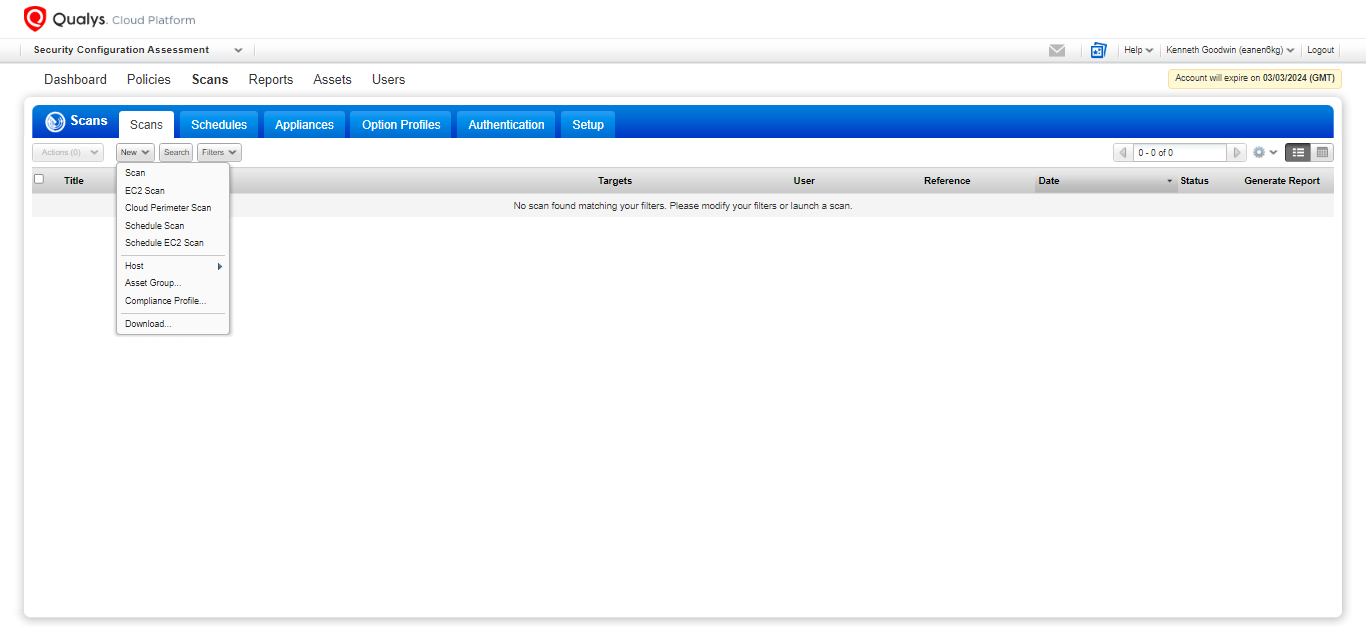 Qualys. Cloud Platform
Security Configuration Assessment
Help
Kenneth Goodwin (eanen6kg)
Logout
Dashboard Policies Scans Reports Assets Users
Account will expire on 03/03/2024 (GMT)
Scans
Scans Schedules Appliances Option Profiles Authentication Setup
Actions (0) New Search Filters 0 - 0 of 0
Title Targets User Reference Date Status Generate Report
No scan found matching your filters. Please modify your filters or launch a scan.
Scan
EC2 Scan
Cloud Perimeter Scan
Schedule Scan
Schedule EC2 Scan
Host
Asset Group...
Compliance Profile...
Download...